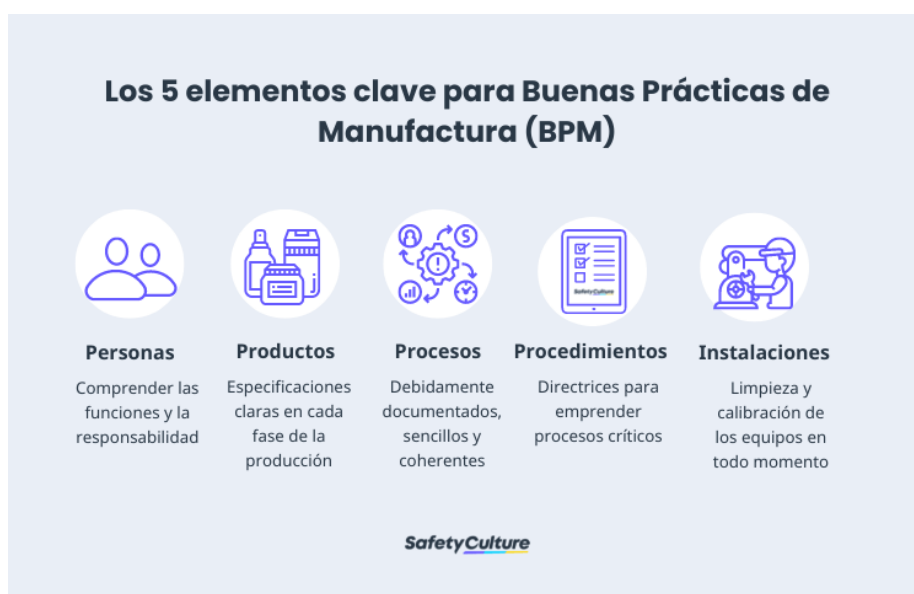 Los 5 elementos clave para Buenas Prácticas de
Manufactura (BPM)
SafetyCulture
Personas
Comprender las
funciones y la
responsabilidad
Productos
Especificaciones
claras en cada
fase de la
producción
Procesos
Debidamente
documentados,
sencillos y
coherentes
Procedimientos
Directrices para
emprender
procesos críticos
Instalaciones
Limpieza y
calibración de
los equipos en
todo momento
SafetyCulture